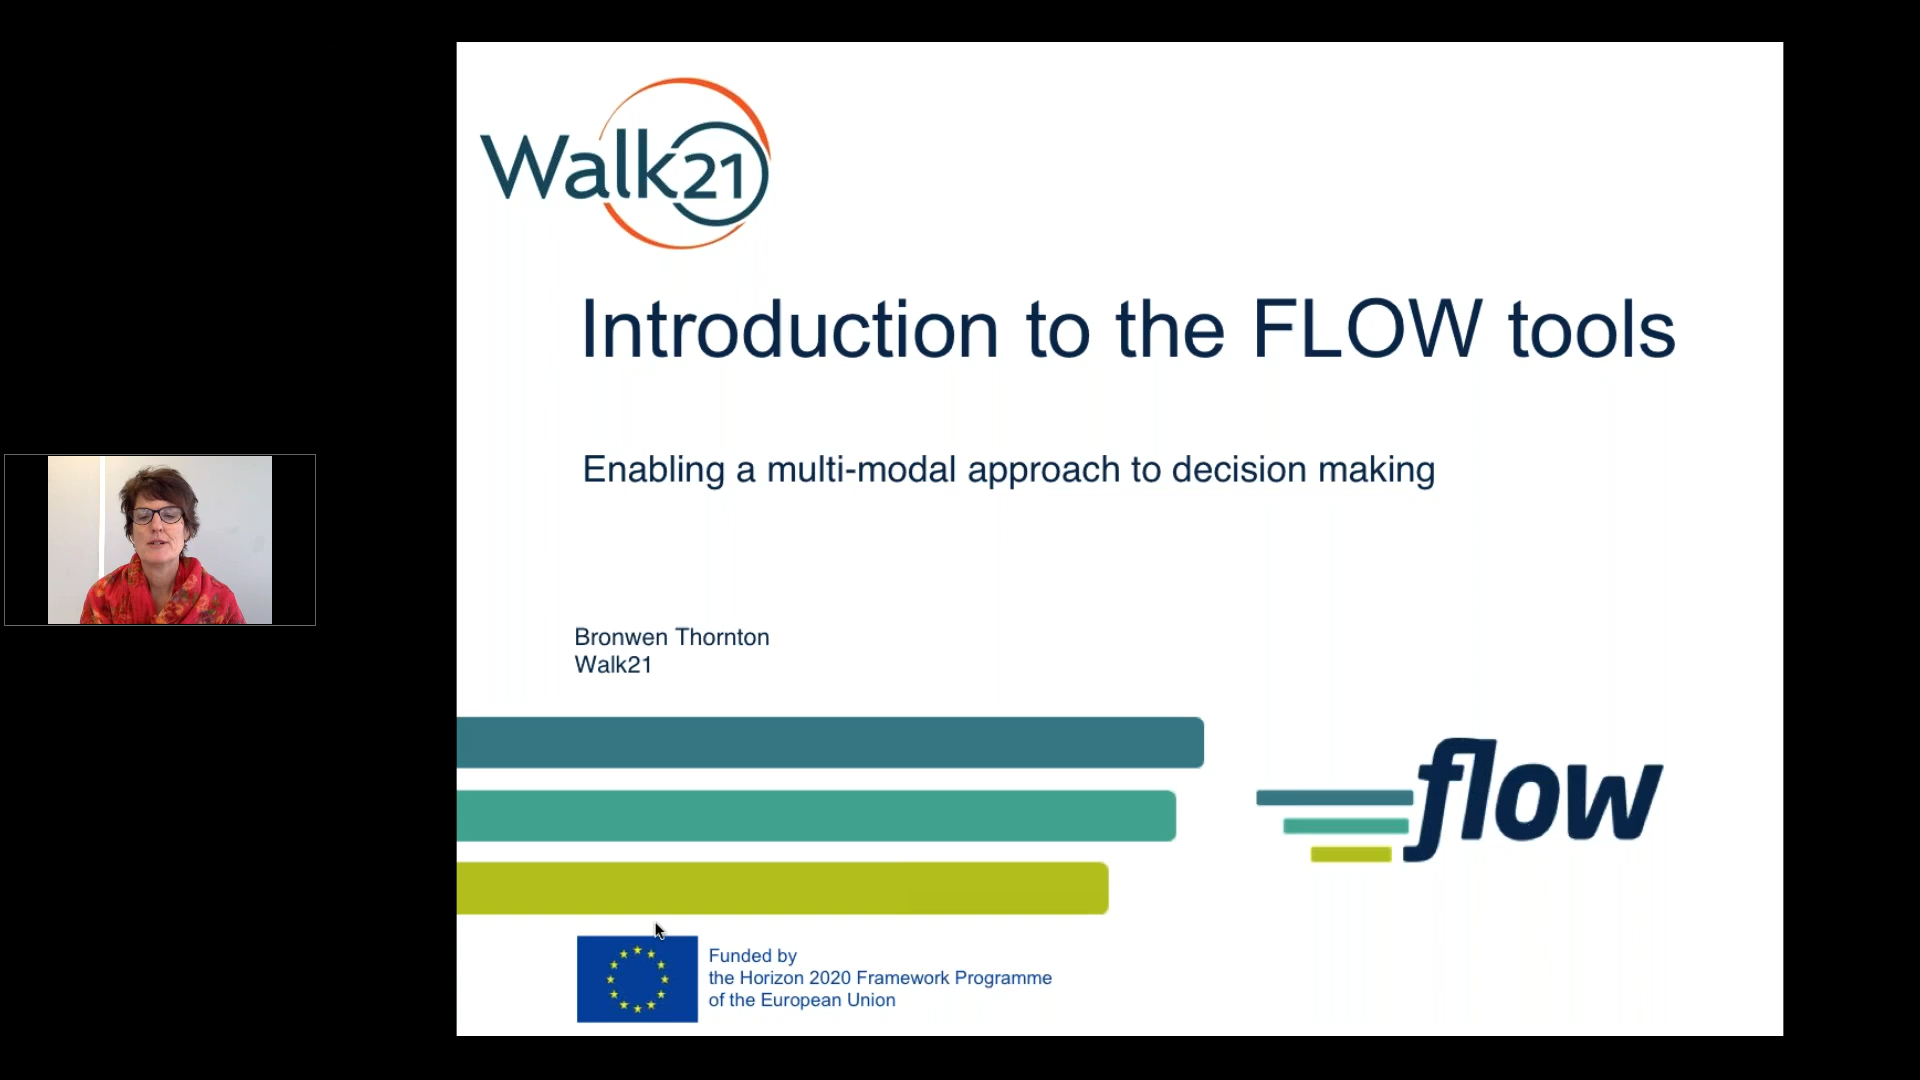 Walk21
Introduction to the FLOW tools
Enabling a multi-modal approach to decision making
Bronwen Thornton
Walk21
flow
Funded by
the Horizon 2020 Framework Programme
of the European Union